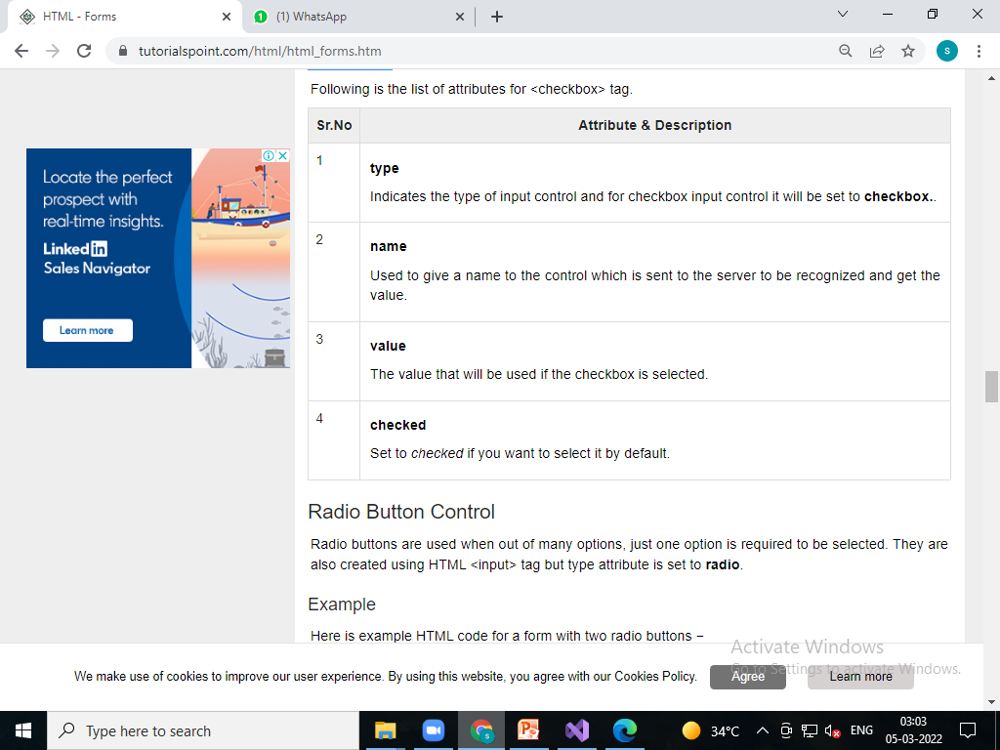 HTML - Forms
1
(1) WhatsApp
tutorialspoint.com/html/html_forms.htm
s
Following is the list of attributes for <checkbox> tag.
Sr.No
Attribute & Description
1
type
Indicates the type of input control and for checkbox input control it will be set to checkbox..
2
name
Used to give a name to the control which is sent to the server to be recognized and get the
value.
3
value
The value that will be used if the checkbox is selected.
4
checked
Set to checked if you want to select it by default.
Locate the perfect
prospect with
real-time insights.
Linked in
Sales Navigator
Learn more
Radio Button Control
Radio buttons are used when out of many options, just one option is required to be selected. They are
also created using HTML <input> tag but type attribute is set to radio.
Example
Here is example HTML code for a form with two radio buttons −
Activate Windows
Go to Settings to activate Windows.
We make use of cookies to improve our user experience. By using this website, you agree with our Cookies Policy.
Agree
Learn more
Type here to search
34°C
ENG
03:03
05-03-2022